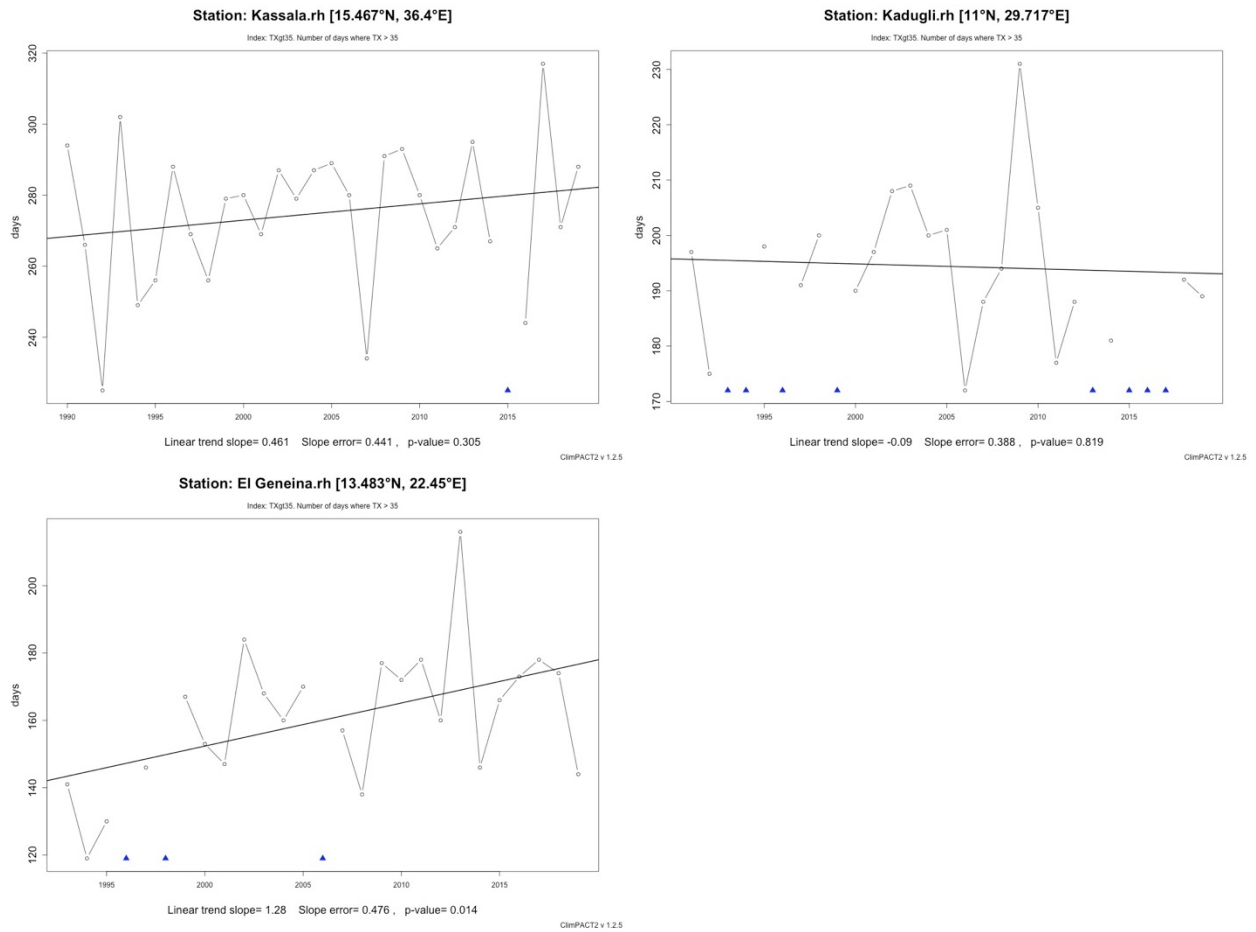 Station: Kassala.rh [15.467°N, 36.4°E]
Index: TXgt35. Number of days where TX > 35
days
320
300
280
260
240
1990 1995 2000 2005 2010 2015
Linear trend slope= 0.461 Slope error= 0.441 , p-value= 0.305
ClimPACT2 v 1.2.5
Station: Kadugli.rh [11°N, 29.717°E]
Index: TXgt35. Number of days where TX > 35
days
230
220
210
200
190
180
170
1995 2000 2005 2010 2015
Linear trend slope= -0.09 Slope error= 0.388 , p-value= 0.819
ClimPACT2 v 1.2.5
Station: El Geneina.rh [13.483°N, 22.45°E]
Index: TXgt35. Number of days where TX > 35
days
200
180
160
140
120
1995 2000 2005 2010 2015
Linear trend slope= 1.28 Slope error= 0.476 , p-value= 0.014
ClimPACT2 v 1.2.5